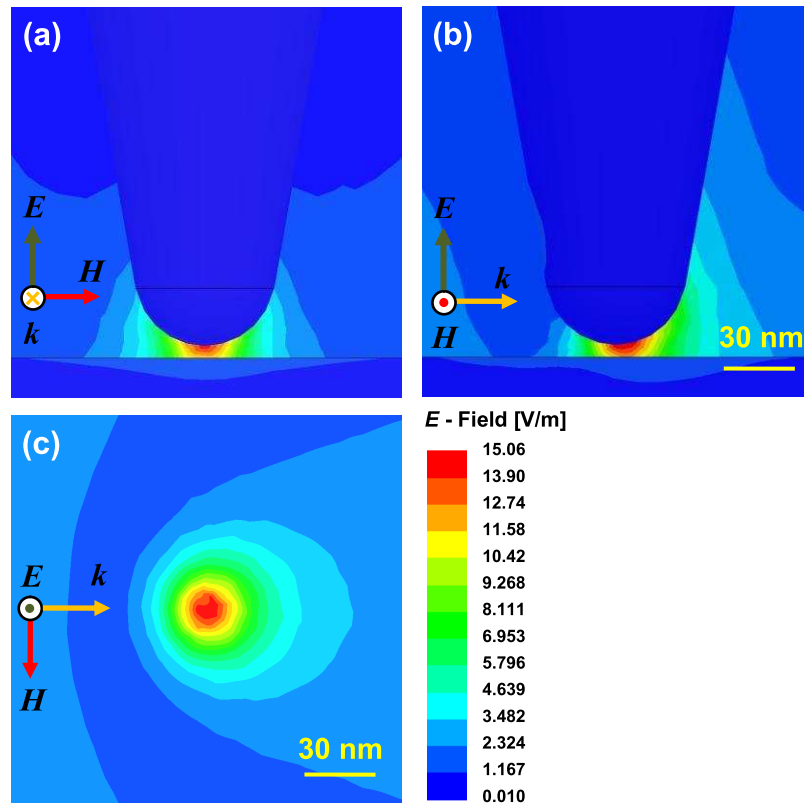 (a)
E
H
k
(b)
E
k
H
30 nm
(c)
E
k
H
30 nm
E - Field [V/m]
15.06
13.90
12.74
11.58
10.42
9.268
8.111
6.953
5.796
4.639
3.482
2.324
1.167
0.010